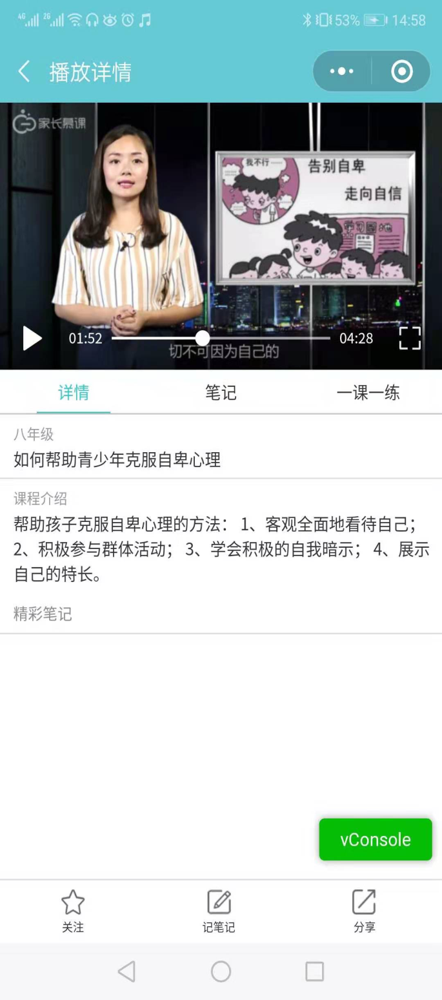 4G 2G 53% 14:58
播放详情
家长慕课
我不行……
告别自卑
走向自信
学习园地
01:52 04:28
切不可因为自己的
详情 笔记 一课一练
八年级
如何帮助青少年克服自卑心理
课程介绍
帮助孩子克服自卑心理的方法： 1、客观全面地看待自己；
2、积极参与群体活动； 3、学会积极的自我暗示； 4、展示
自己的特长。
精彩笔记
vConsole
关注 记笔记 分享